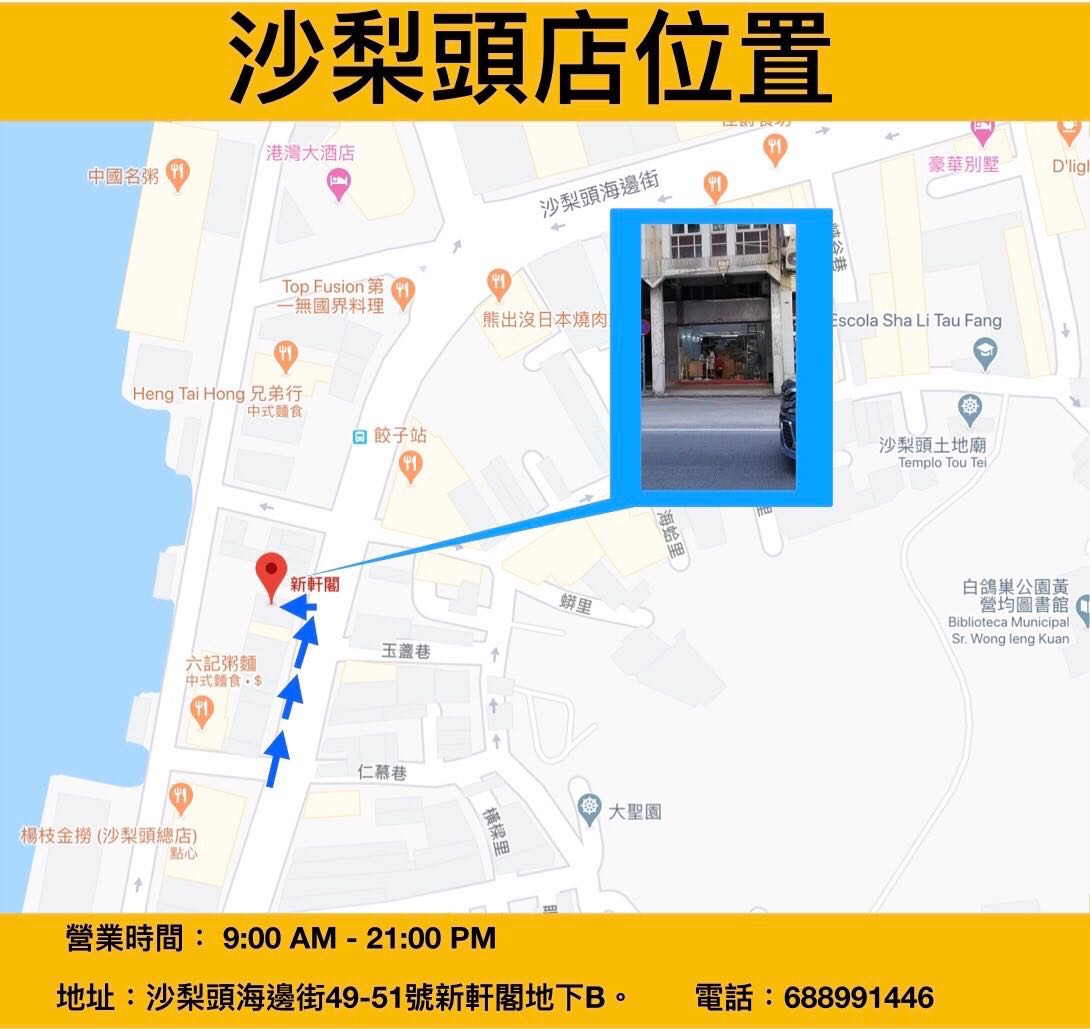 沙梨頭店位置
港灣大酒店
中國名粥
豪華別墅
沙梨頭海邊街
Top Fusion 第
一無國界料理
熊出沒日本燒肉
Escola Sha Li Tau Fang
Heng Tai Hong 兄弟行
中式麵食
餃子站
沙梨頭土地廟
Templo Tou Tei
海蛤里
里
新軒閣
蟒里
白鴿巢公園黃
營均圖書館
Biblioteca Municipal
Sr. Wong Ieng Kuan
玉盞巷
六記粥麵
中式麵食・$
仁慕巷
大聖園
橫樑里
楊枝金撈 (沙梨頭總店)
點心
營業時間： 9:00 AM - 21:00 PM
地址：沙梨頭海邊街49-51號新軒閣地下B。
電話：688991446